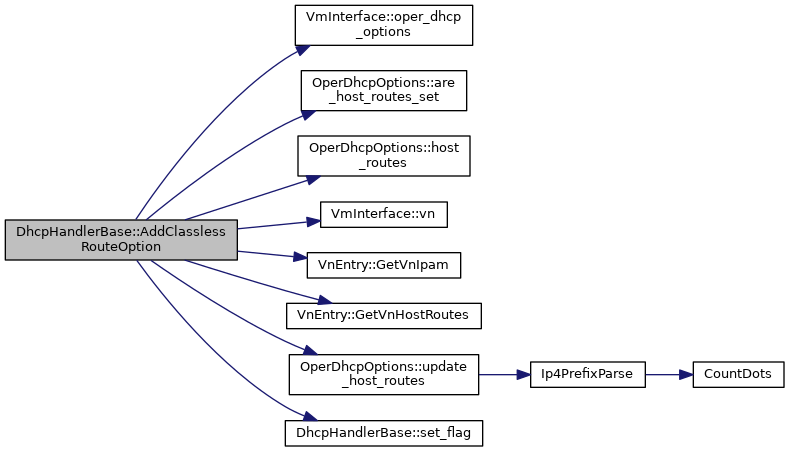 DhcpHandlerBase::AddClassless
RouteOption
VmInterface::oper_dhcp
_options
OperDhcpOptions::are
_host_routes_set
OperDhcpOptions::host
_routes
VmInterface::vn
VnEntry::GetVnIpam
VnEntry::GetVnHostRoutes
OperDhcpOptions::update
_host_routes
Ip4PrefixParse
CountDots
DhcpHandlerBase::set_flag